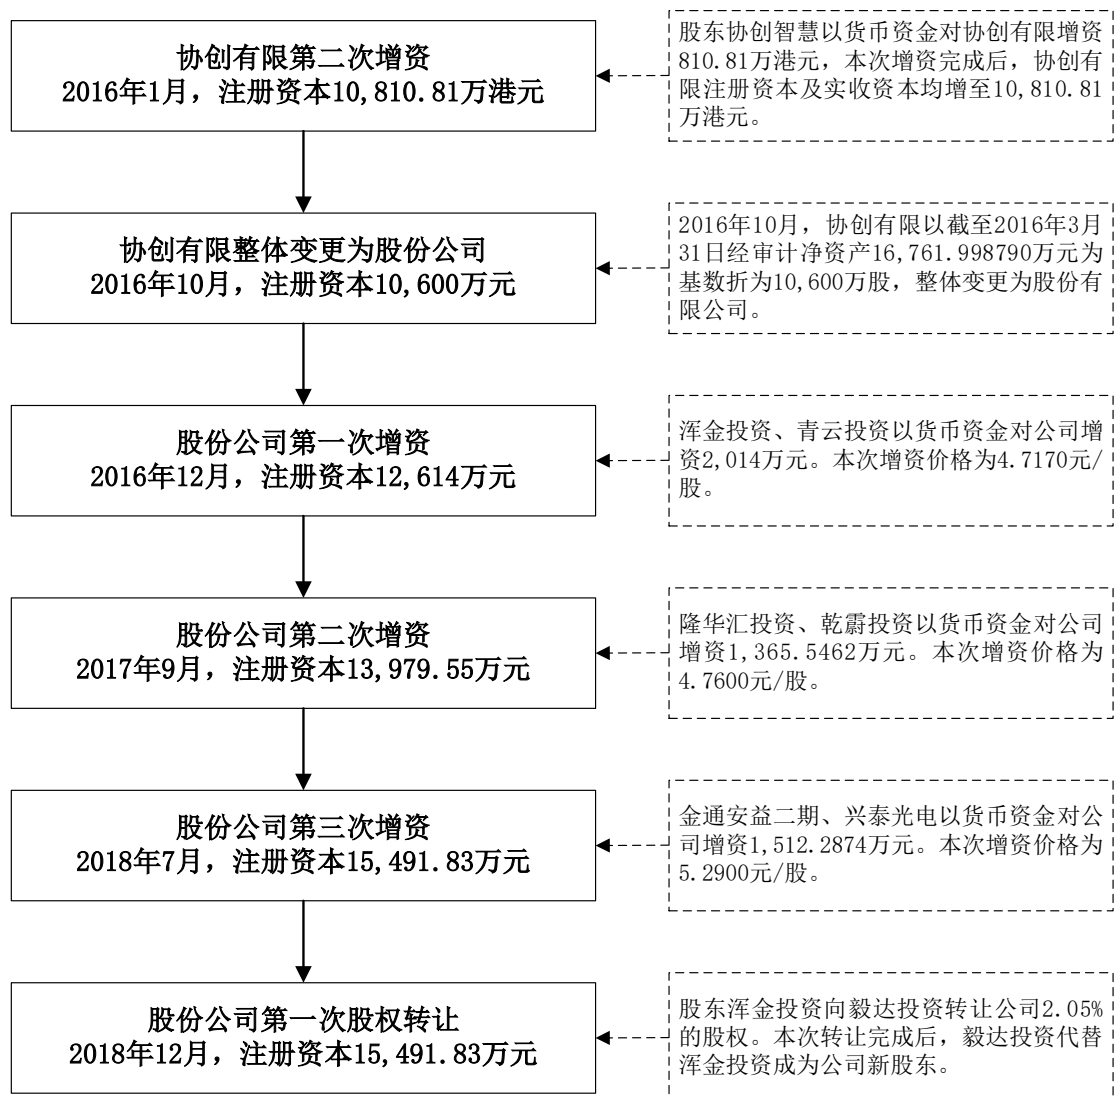 协创有限第二次增资
2016年1月，注册资本10,810.81万港元
股东协创智慧以货币资金对协创有限增资
810.81万港元，本次增资完成后，协创有
限注册资本及实收资本均增至10,810.81
万港元。
协创有限整体变更为股份公司
2016年10月，注册资本10,600万元
2016年10月，协创有限以截至2016年3月
31日经审计净资产16,761.998790万元为
基数折为10,600万股，整体变更为股份有
限公司。
股份公司第一次增资
2016年12月，注册资本12,614万元
浑金投资、青云投资以货币资金对公司增
资2,014万元。本次增资价格为4.7170元/
股。
股份公司第二次增资
2017年9月，注册资本13,979.55万元
隆华汇投资、乾霨投资以货币资金对公司
增资1,365.5462万元。本次增资价格为
4.7600元/股。
股份公司第三次增资
2018年7月，注册资本15,491.83万元
金通安益二期、兴泰光电以货币资金对公
司增资1,512.2874万元。本次增资价格为
5.2900元/股。
股份公司第一次股权转让
2018年12月，注册资本15,491.83万元
股东浑金投资向毅达投资转让公司2.05%
的股权。本次转让完成后，毅达投资代替
浑金投资成为公司新股东。